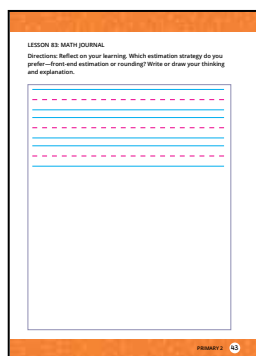 LESSON 83: MATH JOURNAL
Directions: Reflect on your learning. Which estimation strategy do you
prefer—front-end estimation or rounding? Write or draw your thinking
and explanation.
PRIMARY 2 43